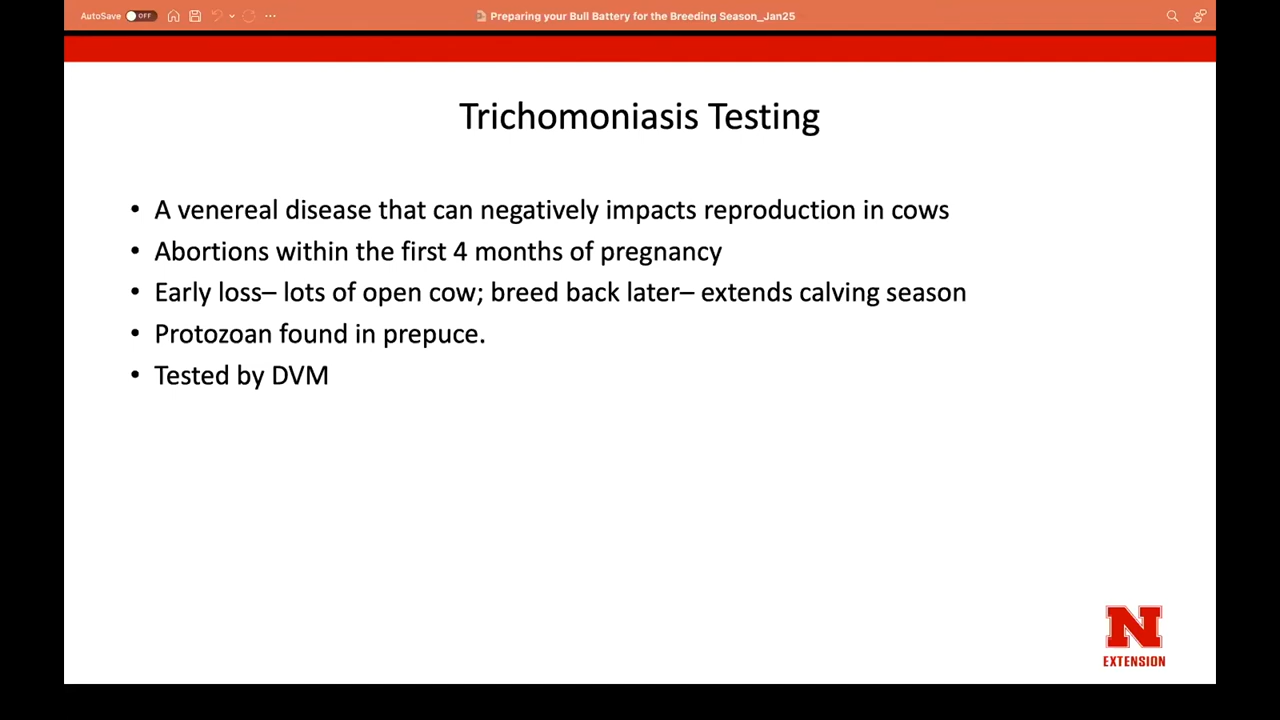 AutoSave OFF
Preparing your Bull Battery for the Breeding Season_Jan25
Trichomoniasis Testing
• A venereal disease that can negatively impacts reproduction in cows
• Abortions within the first 4 months of pregnancy
• Early loss– lots of open cow; breed back later– extends calving season
• Protozoan found in prepuce.
• Tested by DVM
N
EXTENSION